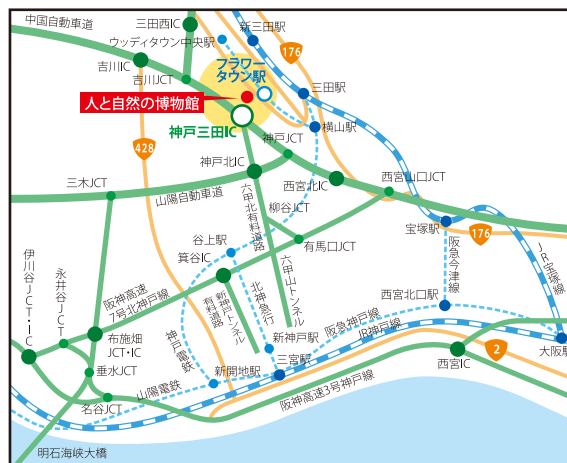 中国自動車道
三田西IC
ウッディタウン中央駅
新三田駅
176
吉川IC
吉川JCT
フラワー
タウン駅
三田駅
人と自然の博物館
神戸三田IC
横山駅
428
神戸JCT
神戸北IC
西宮北IC
西宮山口JCT
三木JCT
山陽自動車道
六甲北有料道路
柳谷JCT
宝塚駅
176
谷上駅
有馬口JCT
箕谷IC
伊川谷JCT・IC
永井谷JCT
阪神高速
7号北神戸線
新神戸トンネル
有料道路
北神急行
六甲山トンネル
阪急今津線
JR宝塚線
西宮北口駅
布施畑
JCT・IC
神戸電鉄
新神戸駅
阪急神戸線
JR神戸線
大阪駅
垂水JCT
山陽電鉄
新開地駅
三宮駅
西宮IC
2
名谷JCT
阪神高速3号神戸線
明石海峡大橋